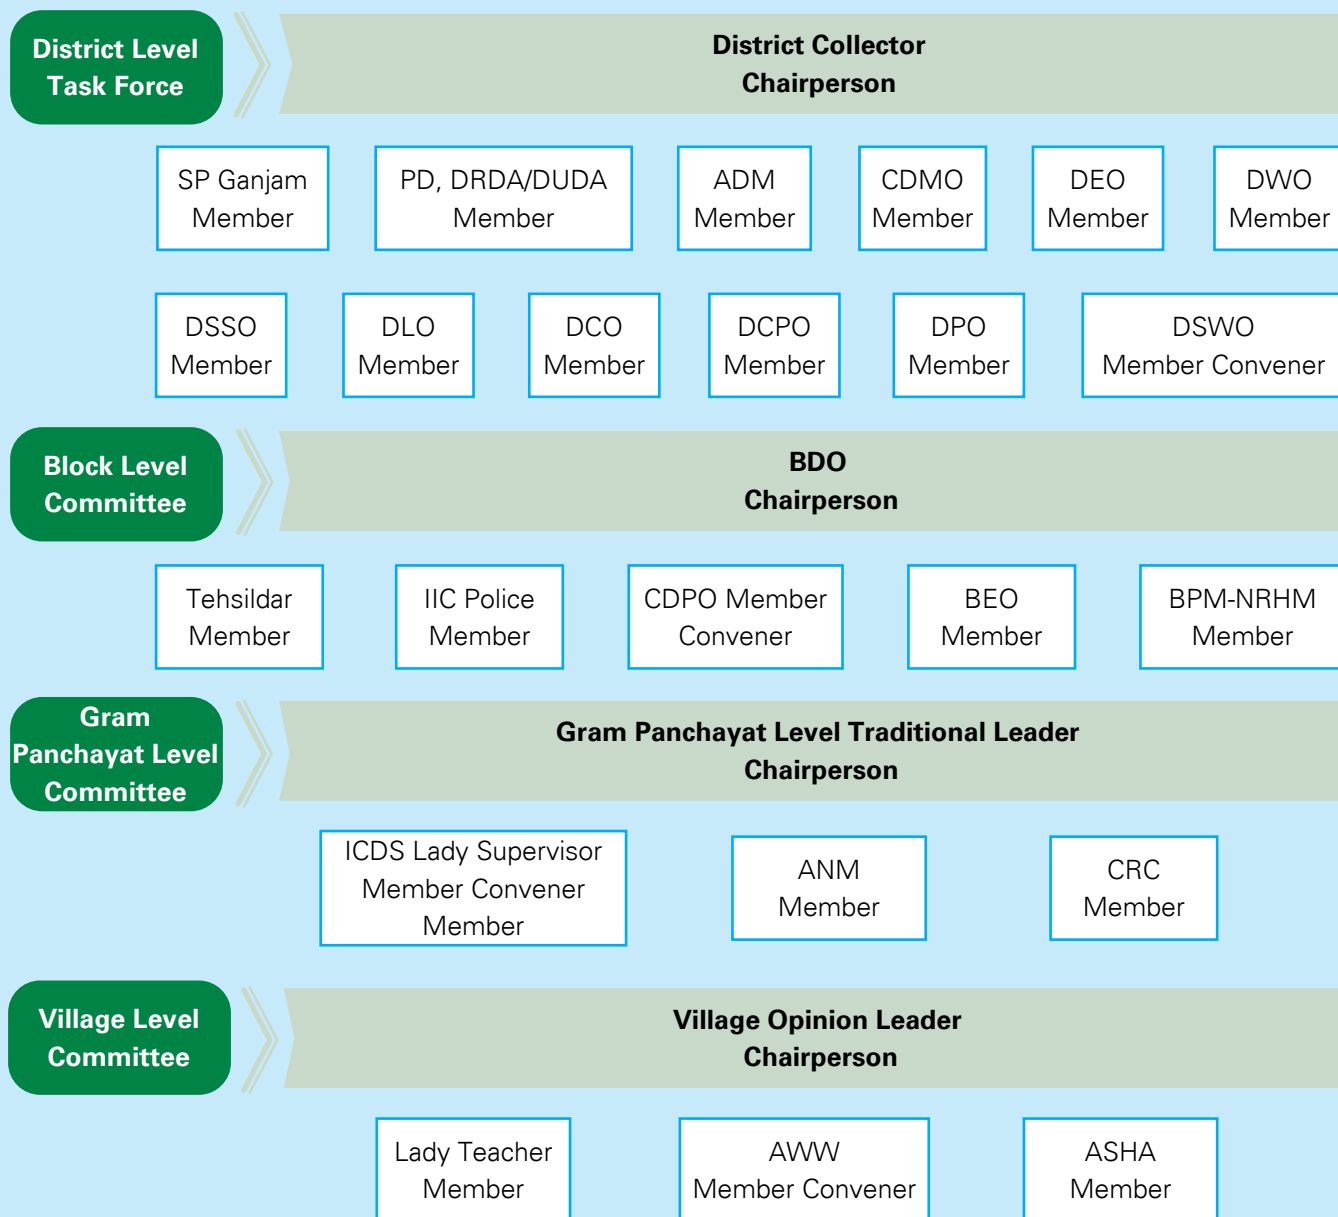 District Level
Task Force
District Collector
Chairperson
SP Ganjam
Member
PD, DRDA/DUDA
Member
ADM
Member
CDMO
Member
DEO
Member
DWO
Member
DSSO
Member
DLO
Member
DCO
Member
DCPO
Member
DPO
Member
DSWO
Member Convener
Block Level
Committee
BDO
Chairperson
Tehsildar
Member
IIC Police
Member
CDPO Member
Convener
BEO
Member
BPM-NRHM
Member
Gram
Panchayat Level
Committee
Gram Panchayat Level Traditional Leader
Chairperson
ICDS Lady Supervisor
Member Convener
Member
ANM
Member
CRC
Member
Village Level
Committee
Village Opinion Leader
Chairperson
Lady Teacher
Member
AWW
Member Convener
ASHA
Member